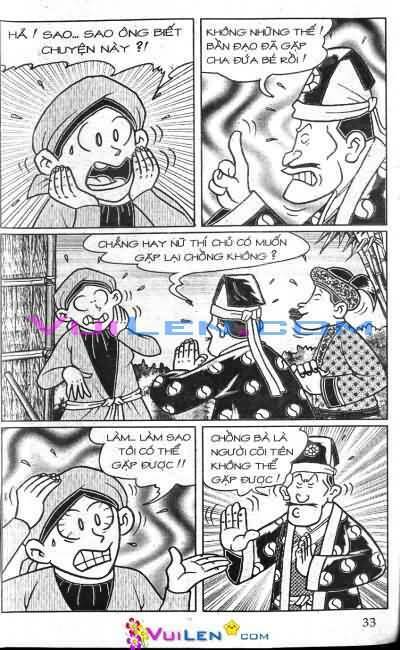 HẢ ! SAO... SAO ÔNG BIẾT
CHUYỆN NÀY ?!
KHÔNG NHỮNG THẾ !
BẦN ĐẠO ĐÃ GẶP
CHA ĐỨA BÉ RỒI !
CHẲNG HAY NỮ THÍ CHỦ CÓ MUỐN
GẶP LẠI CHỒNG KHÔNG ?
VUILEN.COM
LÀM... LÀM SAO
TÔI CÓ THỂ
GẶP ĐƯỢC !!
CHỒNG BÀ LÀ
NGƯỜI CÕI TIÊN
KHÔNG THỂ
GẶP ĐƯỢC !
33
VUILEN.COM